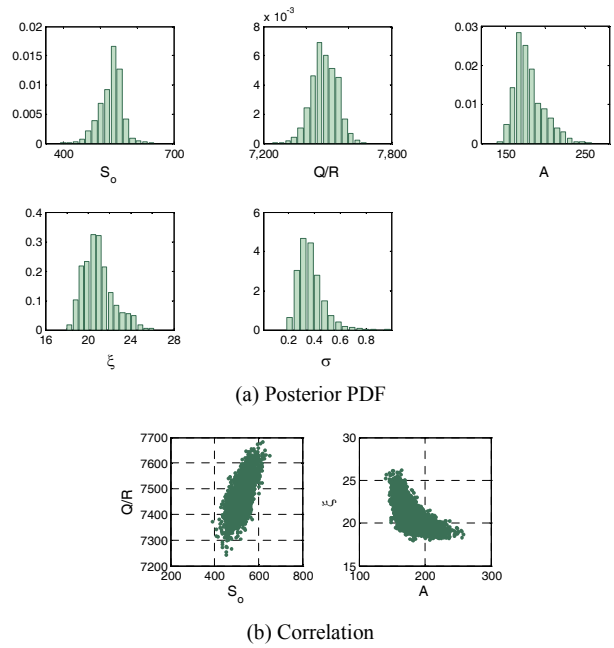 0.02
0.015
0.01
0.005
0
400 700
S_o
8 x 10^-3
6
4
2
0
7,200 7,800
Q/R
0.03
0.02
0.01
0
150 250
A
0.4
0.3
0.2
0.1
0
16 20 24 28
ξ
6
4
2
0
0.2 0.4 0.6 0.8
σ
(a) Posterior PDF
7700
7600
7500
7400
7300
7200
Q/R
200 400 600 800
S_o
30
25
20
15
ξ
100 200 300
A
(b) Correlation